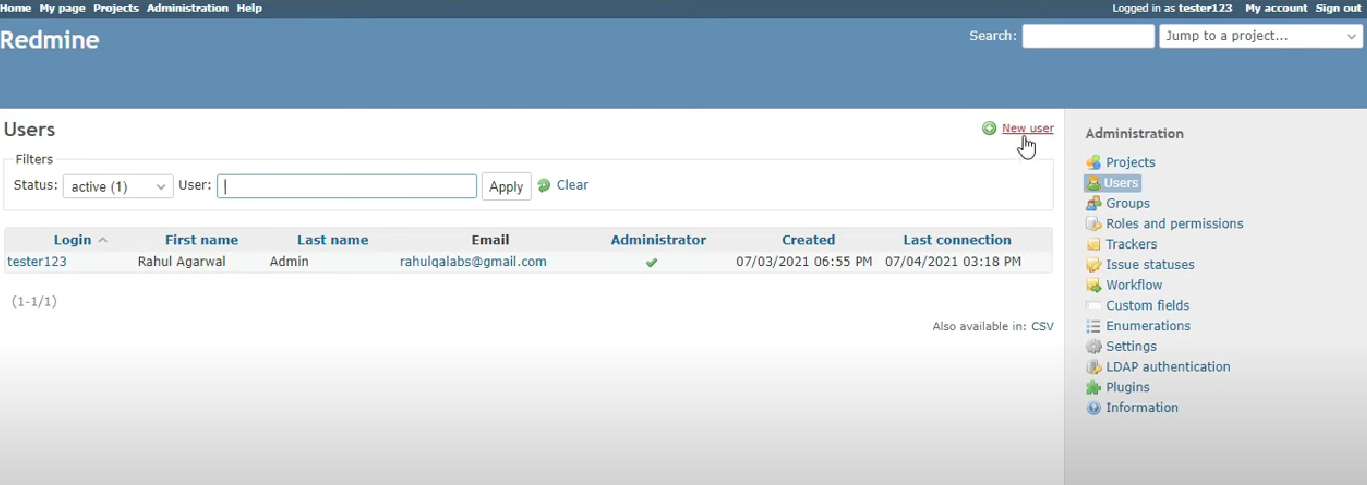 Home My page Projects Administration Help Logged in as tester123 My account Sign out
Redmine Search: Jump to a project...
Users New user
Filters
Status: active (1) User: Apply Clear
Login First name Last name Email Administrator Created Last connection
tester123 Rahul Agarwal Admin rahulqalabs@gmail.com 07/03/2021 06:55 PM 07/04/2021 03:18 PM
(1-1/1)
Also available in: CSV
Administration
Projects
Users
Groups
Roles and permissions
Trackers
Issue statuses
Workflow
Custom fields
Enumerations
Settings
LDAP authentication
Plugins
Information